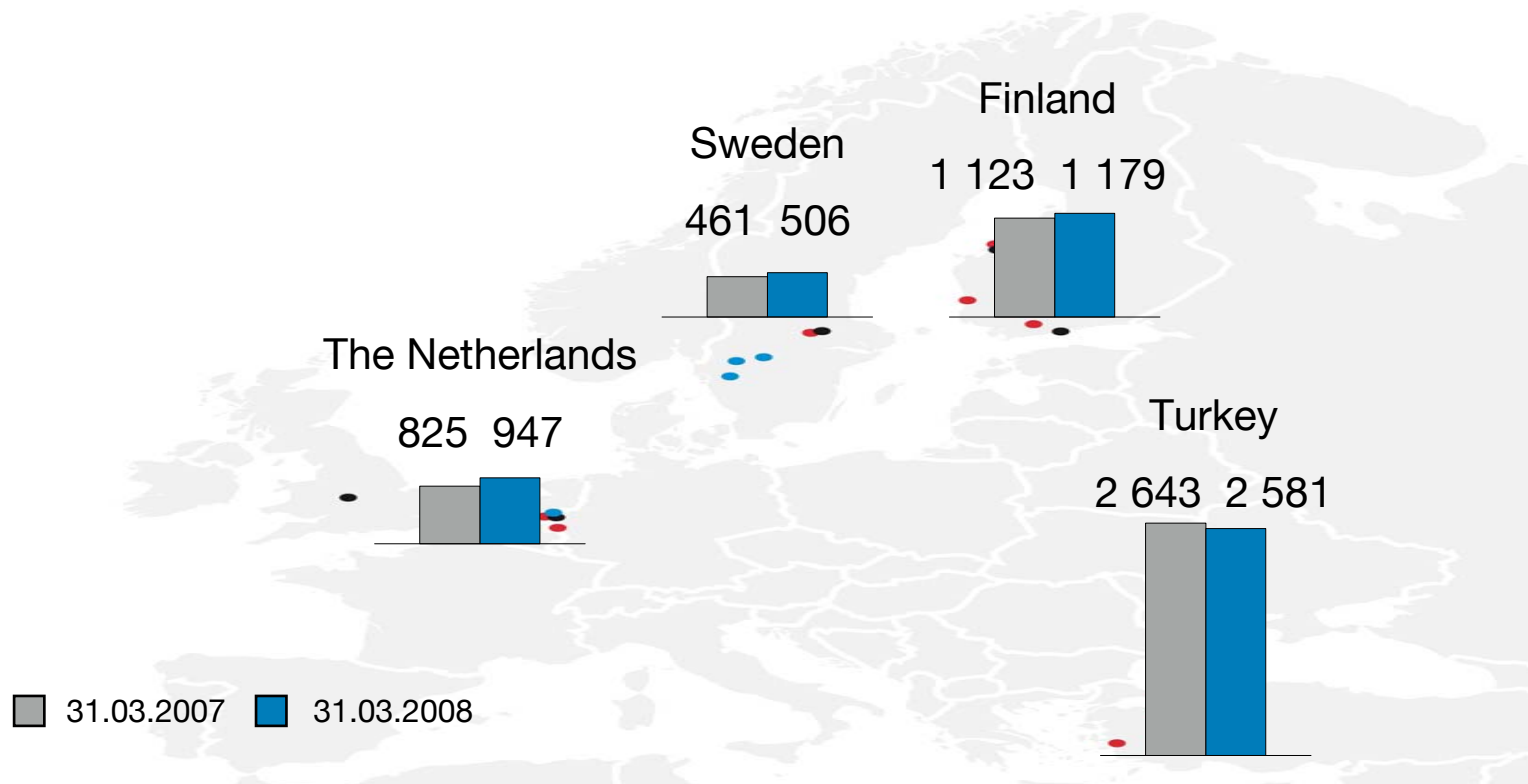 Finland
1 123 1 179
Sweden
461 506
The Netherlands
825 947
Turkey
2 643 2 581
31.03.2007 31.03.2008